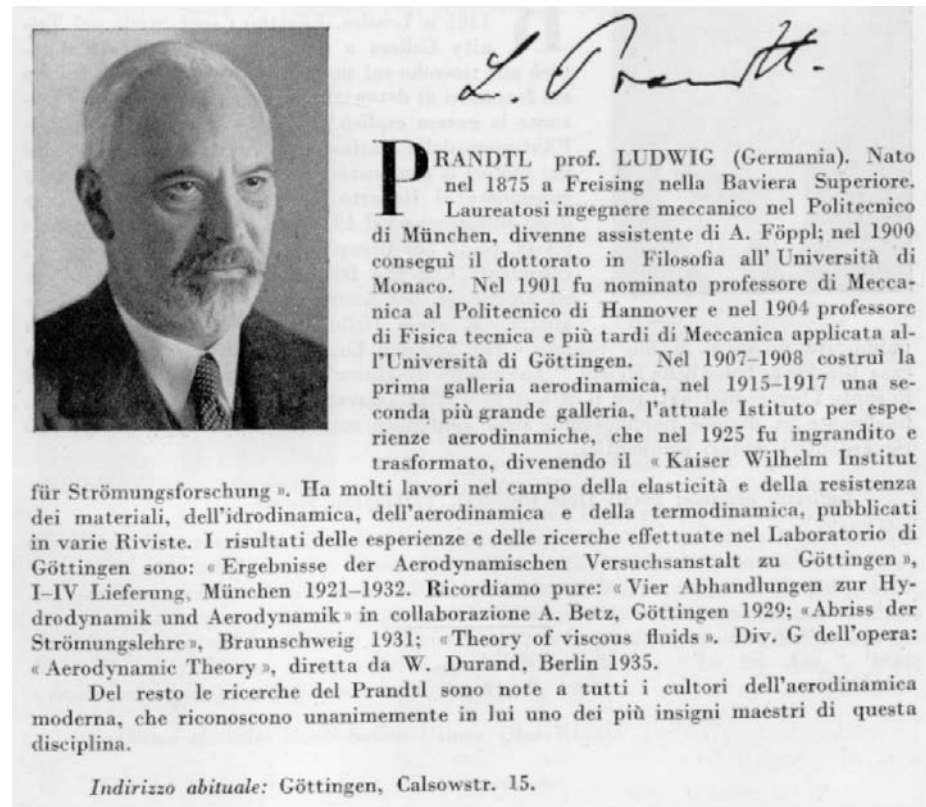 L. Prandtl.
PRANDTL prof. LUDWIG (Germania). Nato
nel 1875 a Freising nella Baviera Superiore.
Laureatosi ingegnere meccanico nel Politecnico
di München, divenne assistente di A. Föppl; nel 1900
conseguì il dottorato in Filosofia all' Università di
Monaco. Nel 1901 fu nominato professore di Mecca-
nica al Politecnico di Hannover e nel 1904 professore
di Fisica tecnica e più tardi di Meccanica applicata al-
l'Università di Göttingen. Nel 1907–1908 costruì la
prima galleria aerodinamica, nel 1915–1917 una se-
conda più grande galleria, l'attuale Istituto per espe-
rienze aerodinamiche, che nel 1925 fu ingrandito e
trasformato, divenendo il « Kaiser Wilhelm Institut
für Strömungsforschung ». Ha molti lavori nel campo della elasticità e della resistenza
dei materiali, dell'idrodinamica, dell'aerodinamica e della termodinamica, pubblicati
in varie Riviste. I risultati delle esperienze e delle ricerche effettuate nel Laboratorio di
Göttingen sono: « Ergebnisse der Aerodynamischen Versuchsanstalt zu Göttingen »,
I–IV Lieferung, München 1921–1932. Ricordiamo pure: « Vier Abhandlungen zur Hy-
drodynamik und Aerodynamik » in collaborazione A. Betz, Göttingen 1929; «Abriss der
Strömungslehre », Braunschweig 1931; «Theory of viscous fluids ». Div. G dell'opera:
« Aerodynamic Theory », diretta da W. Durand, Berlin 1935.
Del resto le ricerche del Prandtl sono note a tutti i cultori dell'aerodinamica
moderna, che riconoscono unanimemente in lui uno dei più insigni maestri di questa
disciplina.
Indirizzo abituale: Göttingen, Calsowstr. 15.